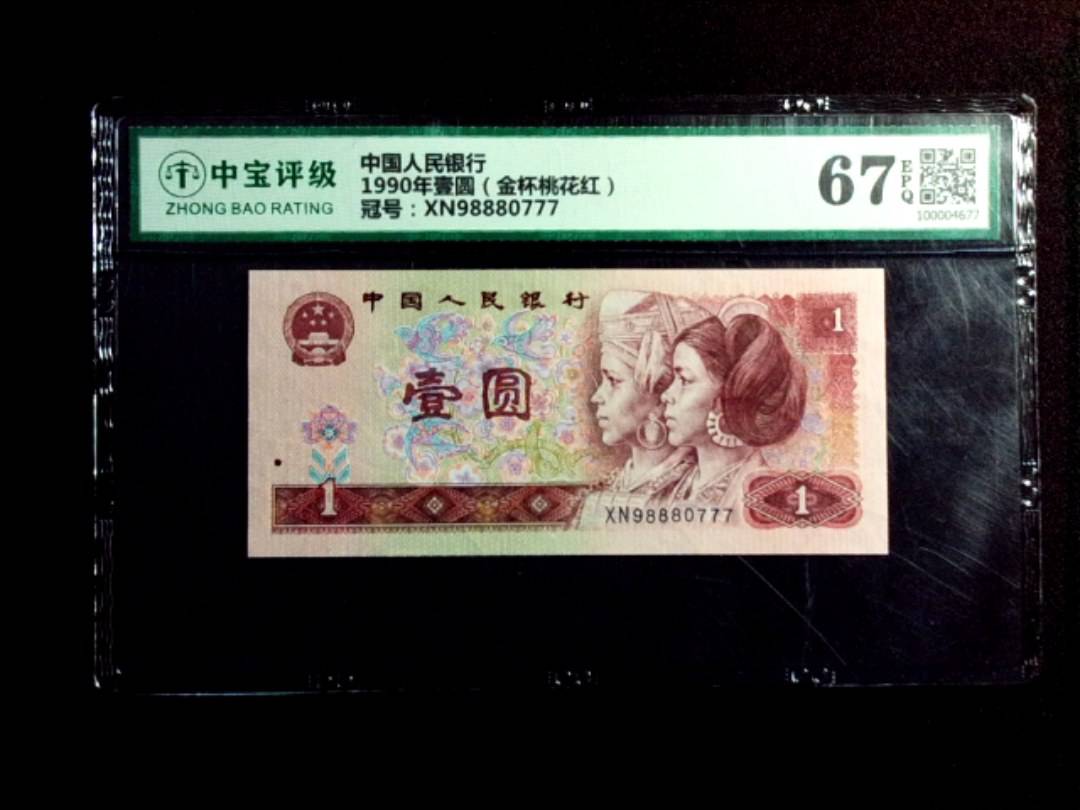 中宝评级
ZHONG BAO RATING
中国人民银行
1990年壹圆（金杯桃花红）
冠号：XN98880777
67
EPQ
100004677
中国人民银行
1
壹圆
1
XN98880777
1